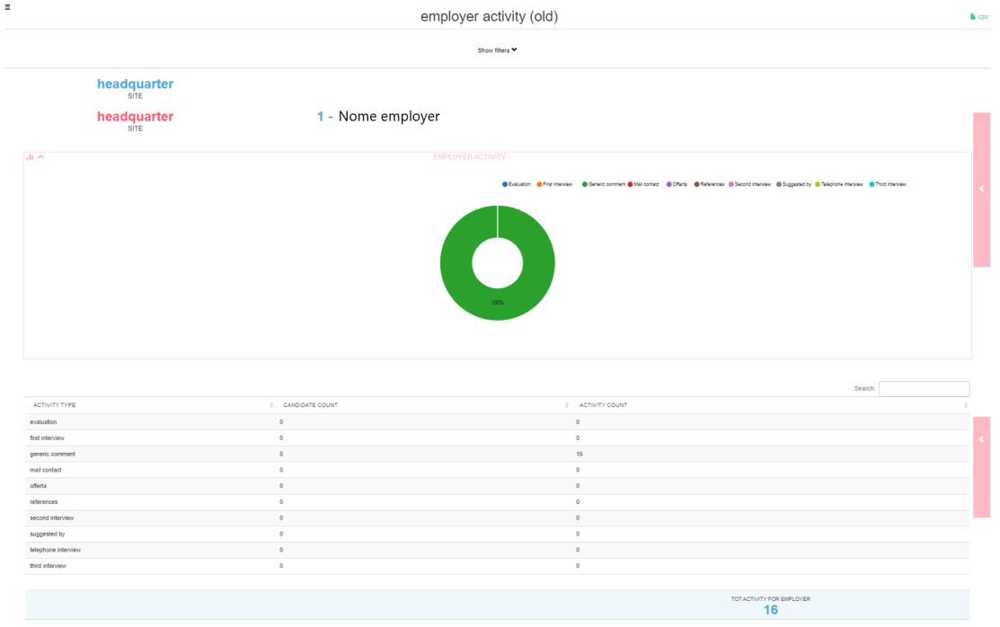 employer activity (old)
CSV
Show filters
headquarter
SITE
headquarter
SITE
1 - Nome employer
EMPLOYER ACTIVITY -
Evaluation First interview Generic comment Mail contact Offerta References Second interview Suggested by Telephone interview Third interview
100%
Search:
ACTIVITY TYPE CANDIDATE COUNT ACTIVITY COUNT
evaluation 0 0
first interview 0 0
generic comment 8 16
mail contact 0 0
offerta 0 0
references 0 0
second interview 0 0
suggested by 0 0
telephone interview 0 0
third interview 0 0
TOT ACTIVITY FOR EMPLOYER
16